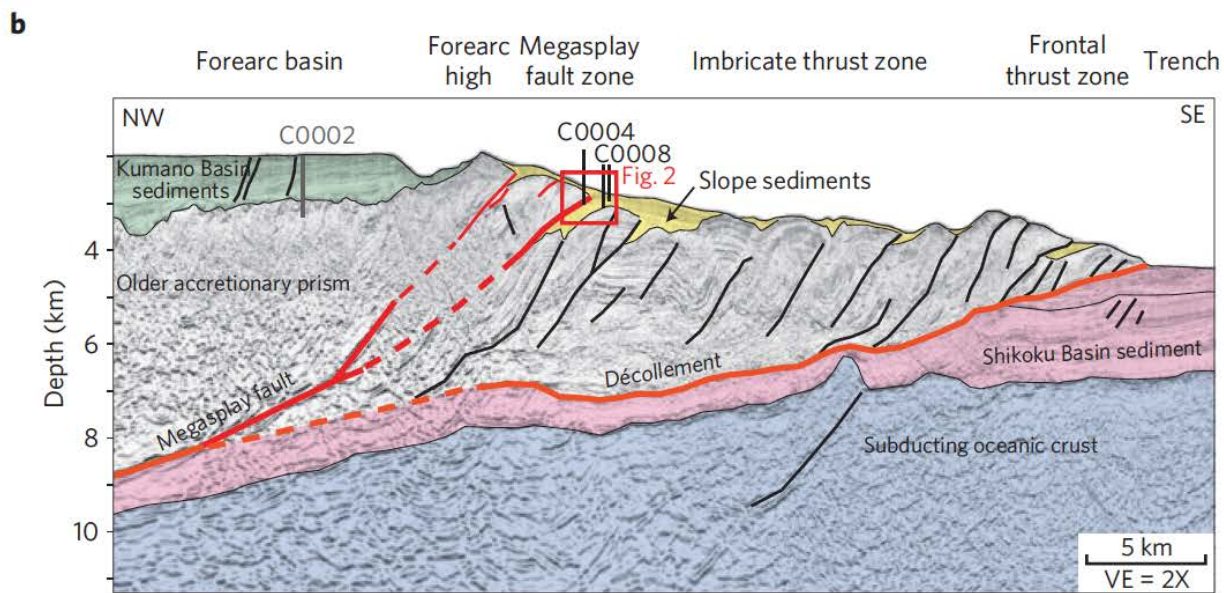 b
Forearc basin
Forearc
high
Megasplay
fault zone
Imbricate thrust zone
Frontal
thrust zone
Trench
NW
SE
C0002
C0004
C0008
Fig. 2
Kumano Basin
sediments
Slope sediments
4
Older accretionary prism
Depth (km)
6
Décollement
Shikoku Basin sediment
Megasplay fault
8
Subducting oceanic crust
10
5 km
VE = 2X